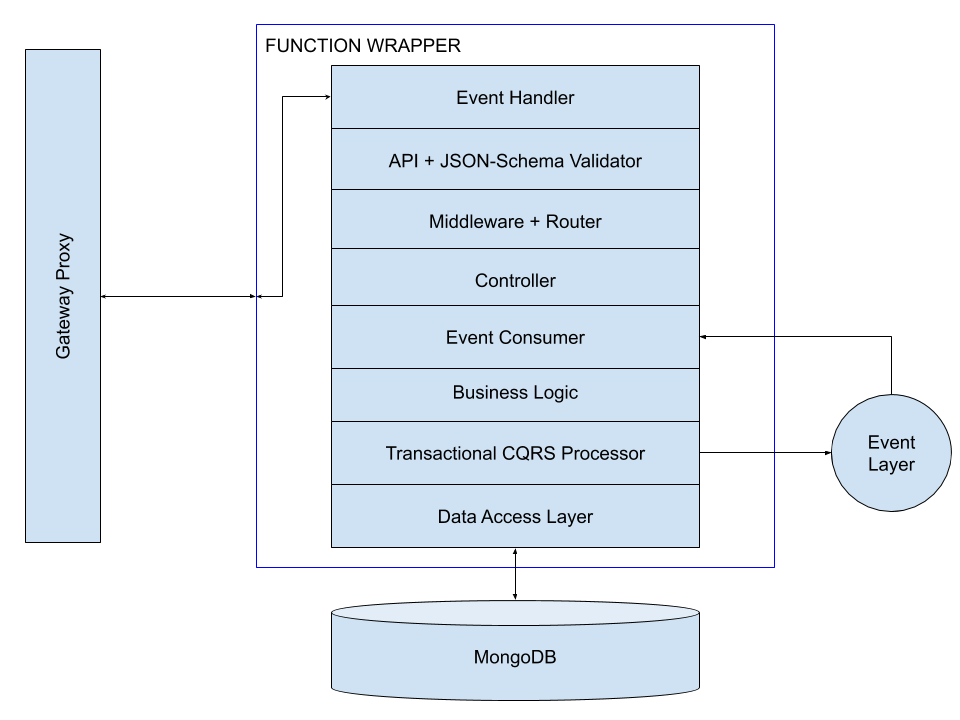 FUNCTION WRAPPER
Gateway Proxy
Event Handler
API + JSON-Schema Validator
Middleware + Router
Controller
Event Consumer
Business Logic
Transactional CQRS Processor
Data Access Layer
Event
Layer
MongoDB